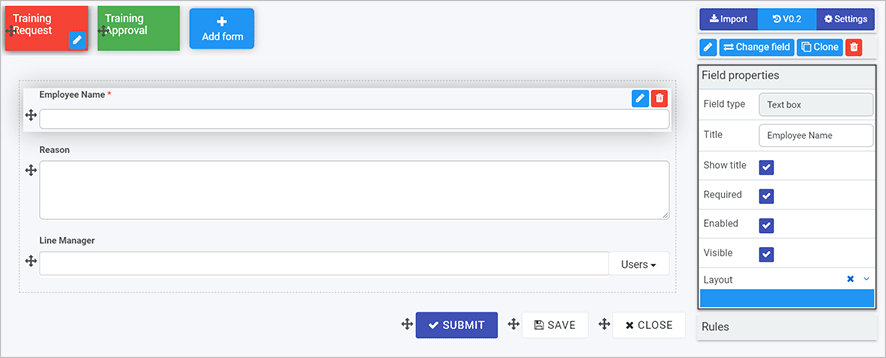 Training
Request
Training
Approval
Add form
Import
V0.2
Settings
Change field
Clone
Employee Name *
Reason
Line Manager
Users
SUBMIT
SAVE
CLOSE
Field properties
Field type
Text box
Title
Employee Name
Show title
Required
Enabled
Visible
Layout
Rules